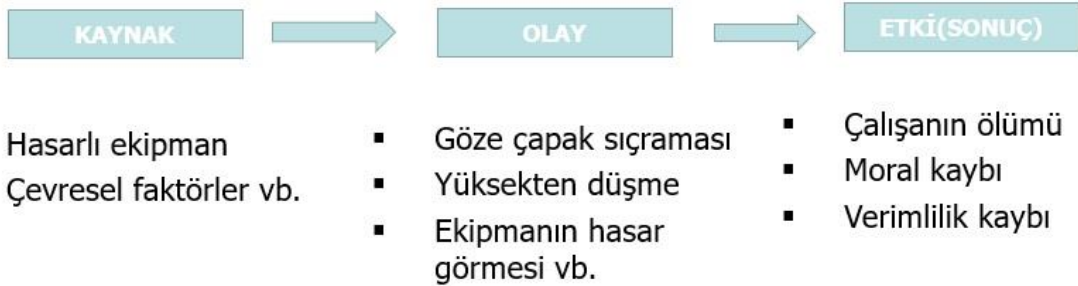 KAYNAK
OLAY
ETKİ(SONUÇ)
Hasarlı ekipman
Çevresel faktörler vb.
▪ Göze çapak sıçraması
▪ Yüksekten düşme
▪ Ekipmanın hasar
görmesi vb.
▪ Çalışanın ölümü
▪ Moral kaybı
▪ Verimlilik kaybı